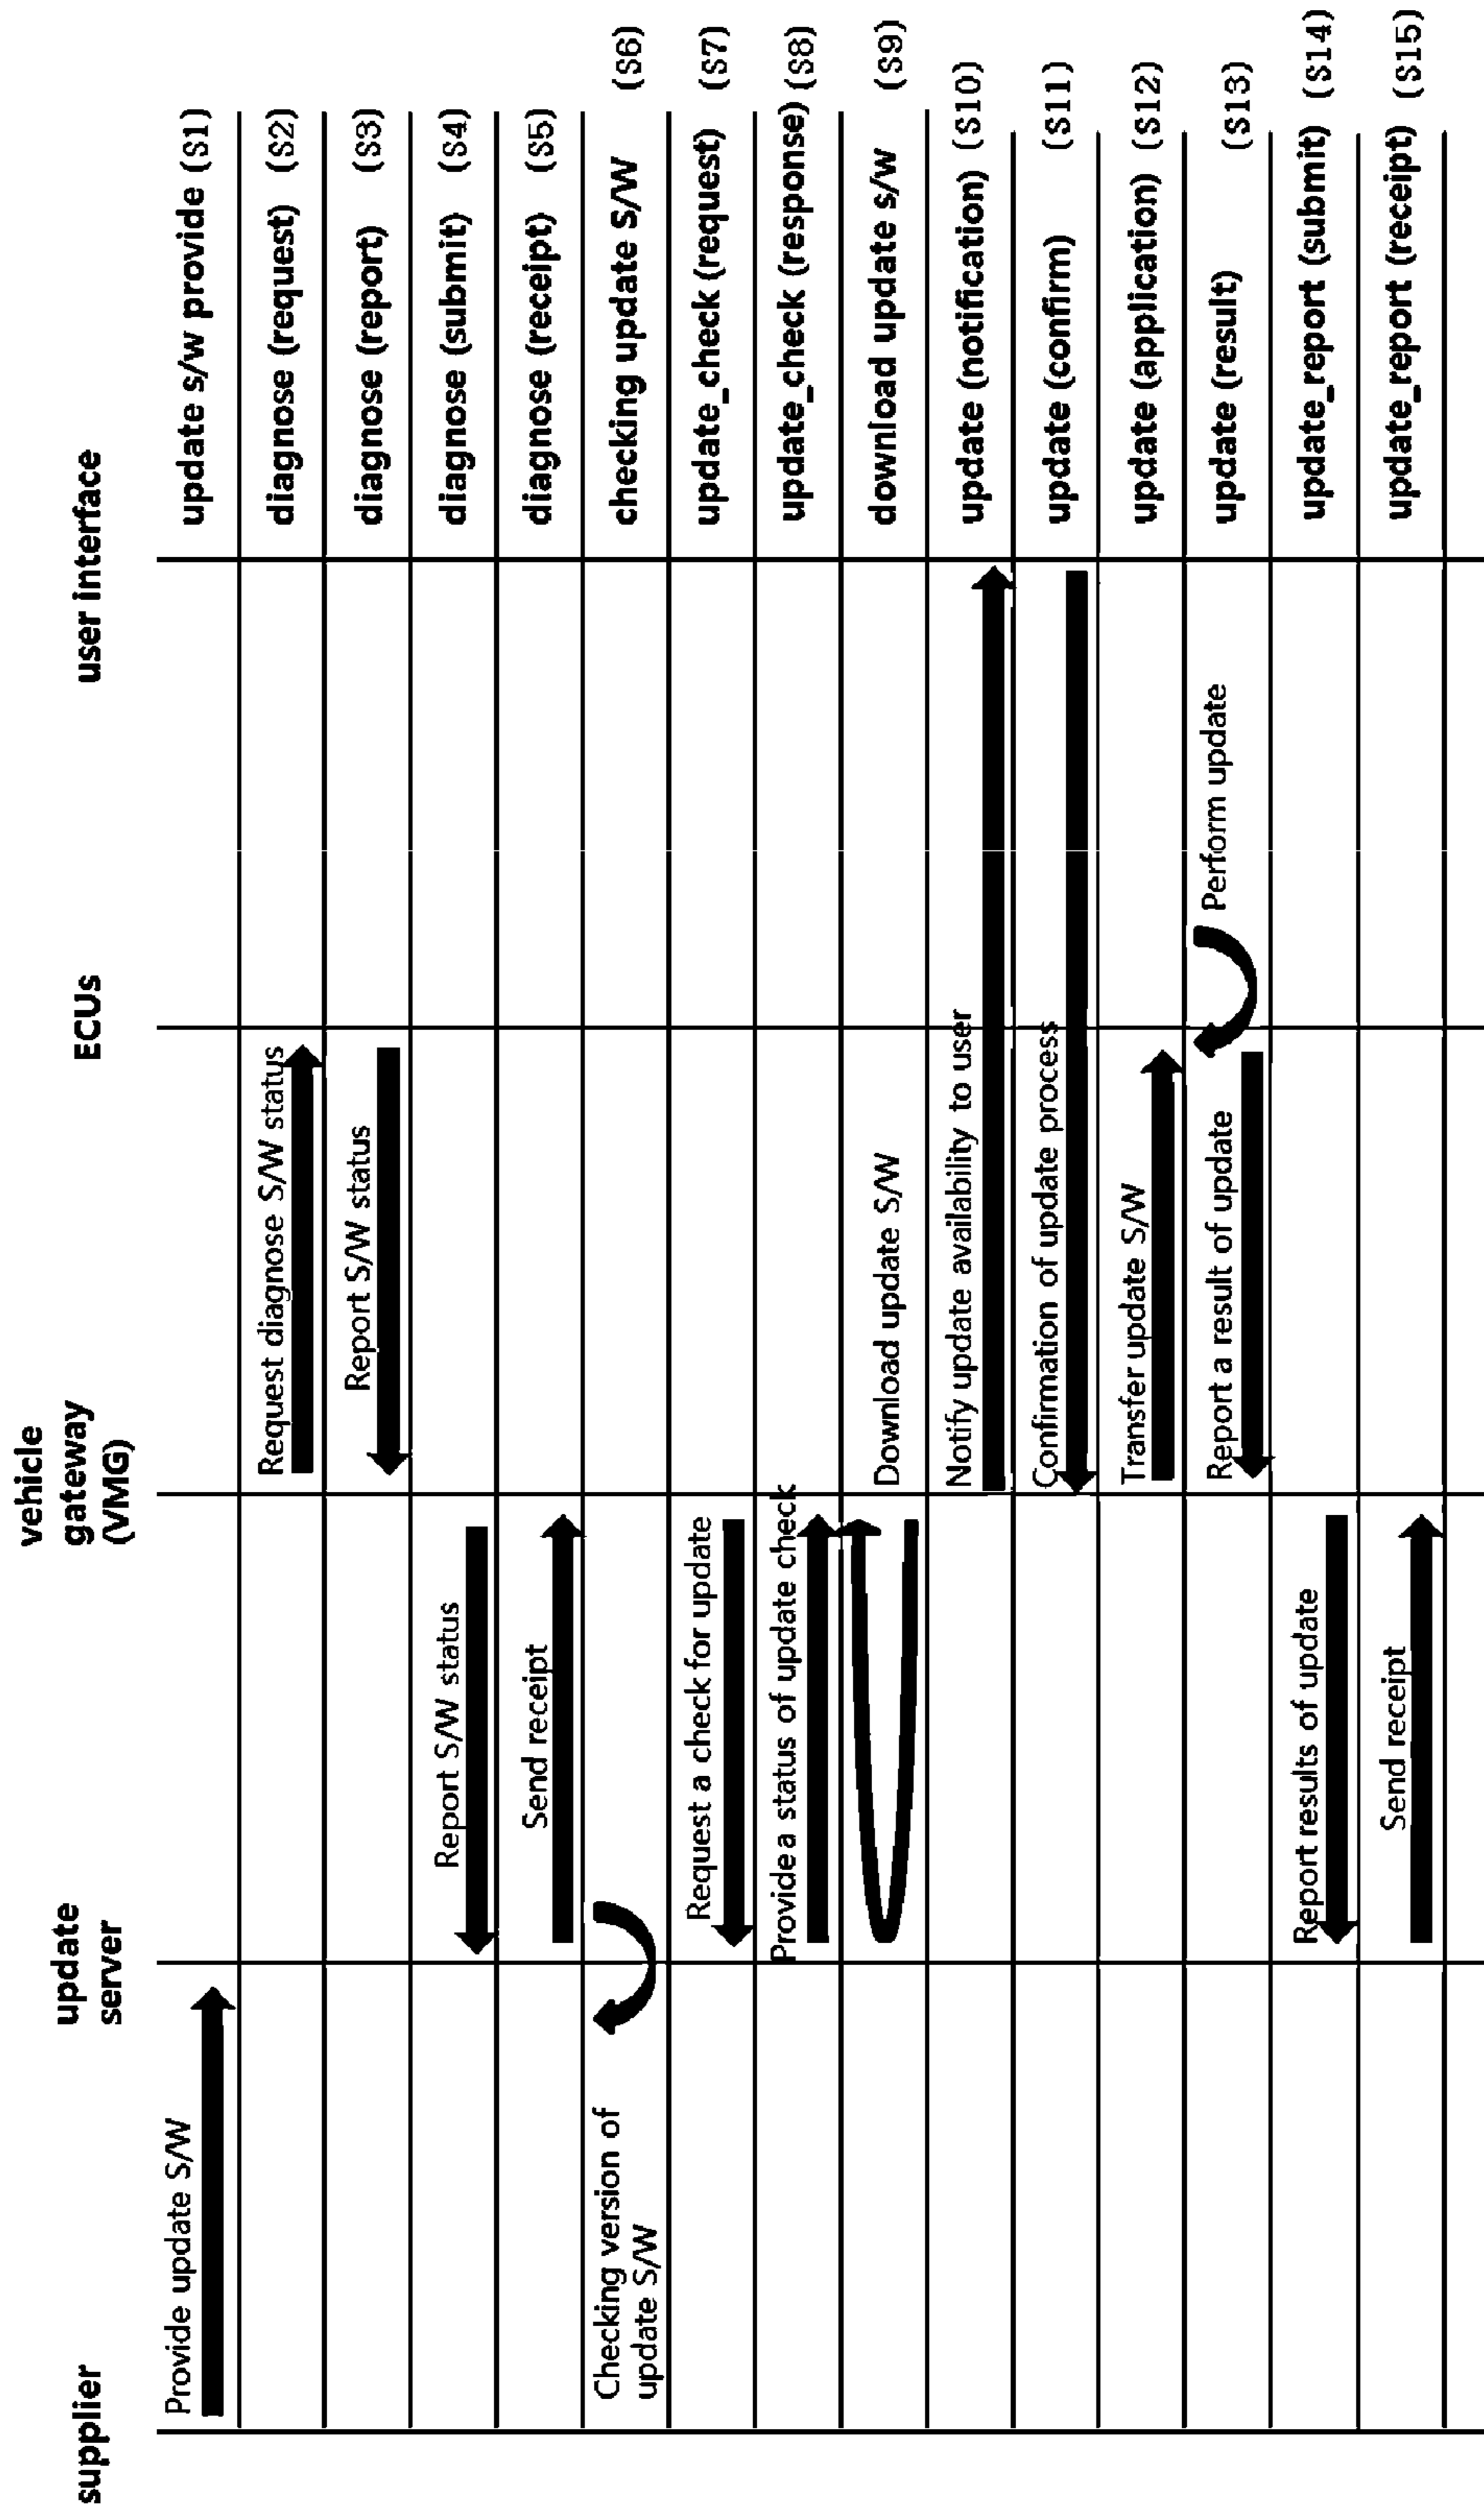 supplier
update
server
vehicle
gateway
(VMG)
ECUs
user interface
Provide update S/W
update s/w provide (S1)
Request diagnose S/W status
diagnose (request) (S2)
Report S/W status
diagnose (report) (S3)
Report S/W status
diagnose (submit) (S4)
Send receipt
diagnose (receipt) (S5)
Checking version of
update S/W
checking update S/W (S6)
Request a check for update
update_check (request) (S7)
Provide a status of update check
update_check (response) (S8)
Download update S/W
download update s/w (S9)
Notify update availability to user
update (notification) (S10)
Confirmation of update process
update (confirm) (S11)
Transfer update S/W
update (application) (S12)
Report a result of update
Perform update
update (result) (S13)
Report results of update
update_report (submit) (S14)
Send receipt
update_report (receipt) (S15)